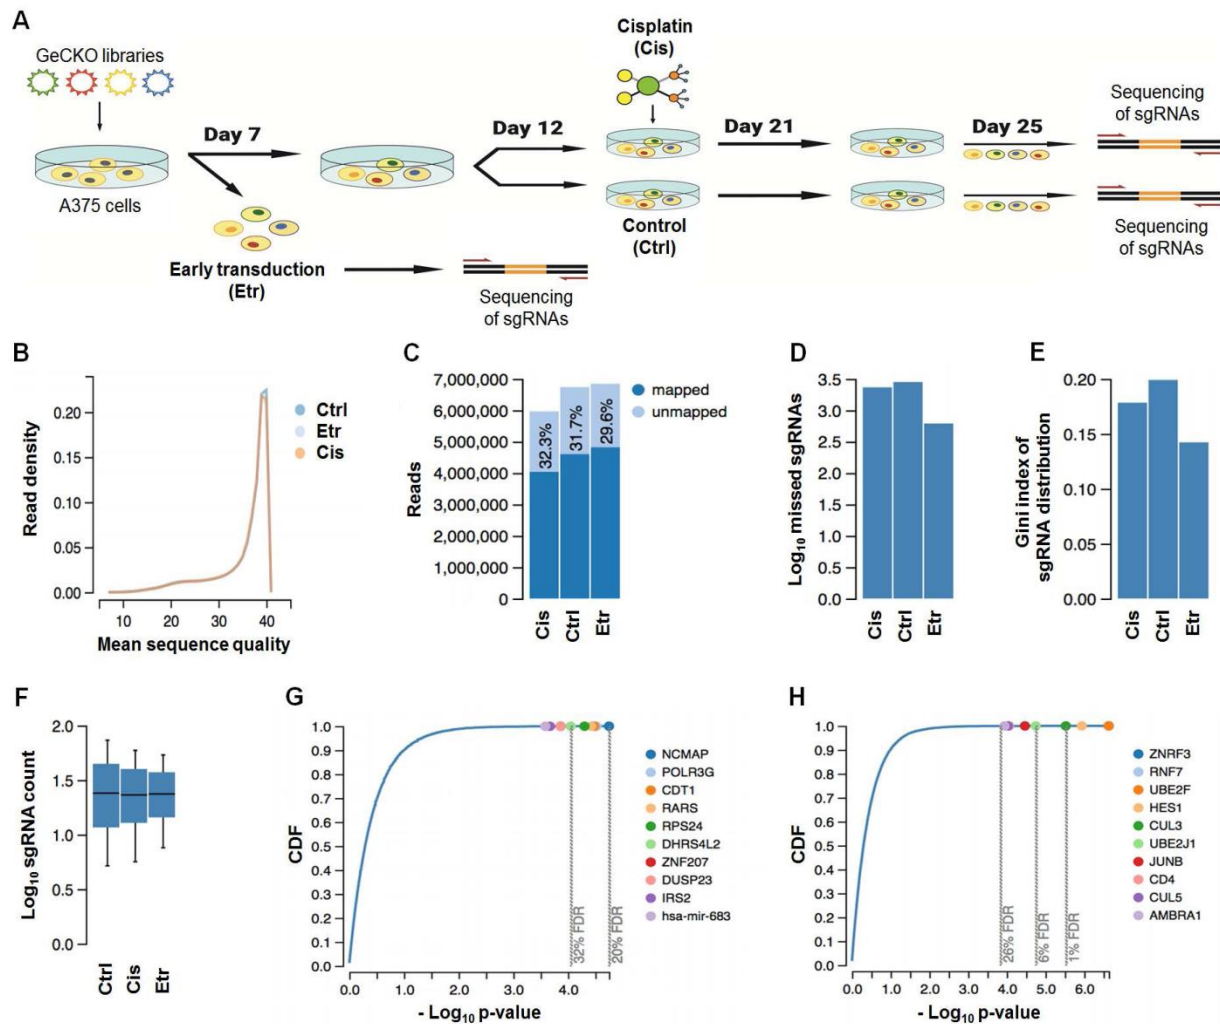 A
GeCKO libraries
A375 cells
Day 7
Early transduction
(Etr)
Sequencing
of sgRNAs
Day 12
Cisplatin
(Cis)
Control
(Ctrl)
Day 21
Day 25
Sequencing
of sgRNAs
Sequencing
of sgRNAs
B
Read density
0.20
0.15
0.10
0.05
0.00
10 20 30 40
Mean sequence quality
Ctrl
Etr
Cis
C
Reads
7,000,000
6,000,000
5,000,000
4,000,000
3,000,000
2,000,000
1,000,000
0
32.3%
31.7%
29.6%
Cis Ctrl Etr
mapped
unmapped
D
Log10 missed sgRNAs
3.5
3.0
2.5
2.0
1.5
1.0
0.5
0.0
Cis Ctrl Etr
E
Gini index of
sgRNA distribution
0.20
0.15
0.10
0.05
0.00
Cis Ctrl Etr
F
Log10 sgRNA count
2.0
1.5
1.0
0.5
0.0
Ctrl Cis Etr
G
CDF
1.0
0.9
0.8
0.7
0.6
0.5
0.4
0.3
0.2
0.1
0.0
0.0 1.0 2.0 3.0 4.0
- Log10 p-value
32% FDR
20% FDR
NCMAP
POLR3G
CDT1
RARS
RPS24
DHRS4L2
ZNF207
DUSP23
IRS2
hsa-mir-683
H
CDF
1.0
0.9
0.8
0.7
0.6
0.5
0.4
0.3
0.2
0.1
0.0
0.0 1.0 2.0 3.0 4.0 5.0 6.0
- Log10 p-value
26% FDR
6% FDR
1% FDR
ZNRF3
RNF7
UBE2F
HES1
CUL3
UBE2J1
JUNB
CD4
CUL5
AMBRA1